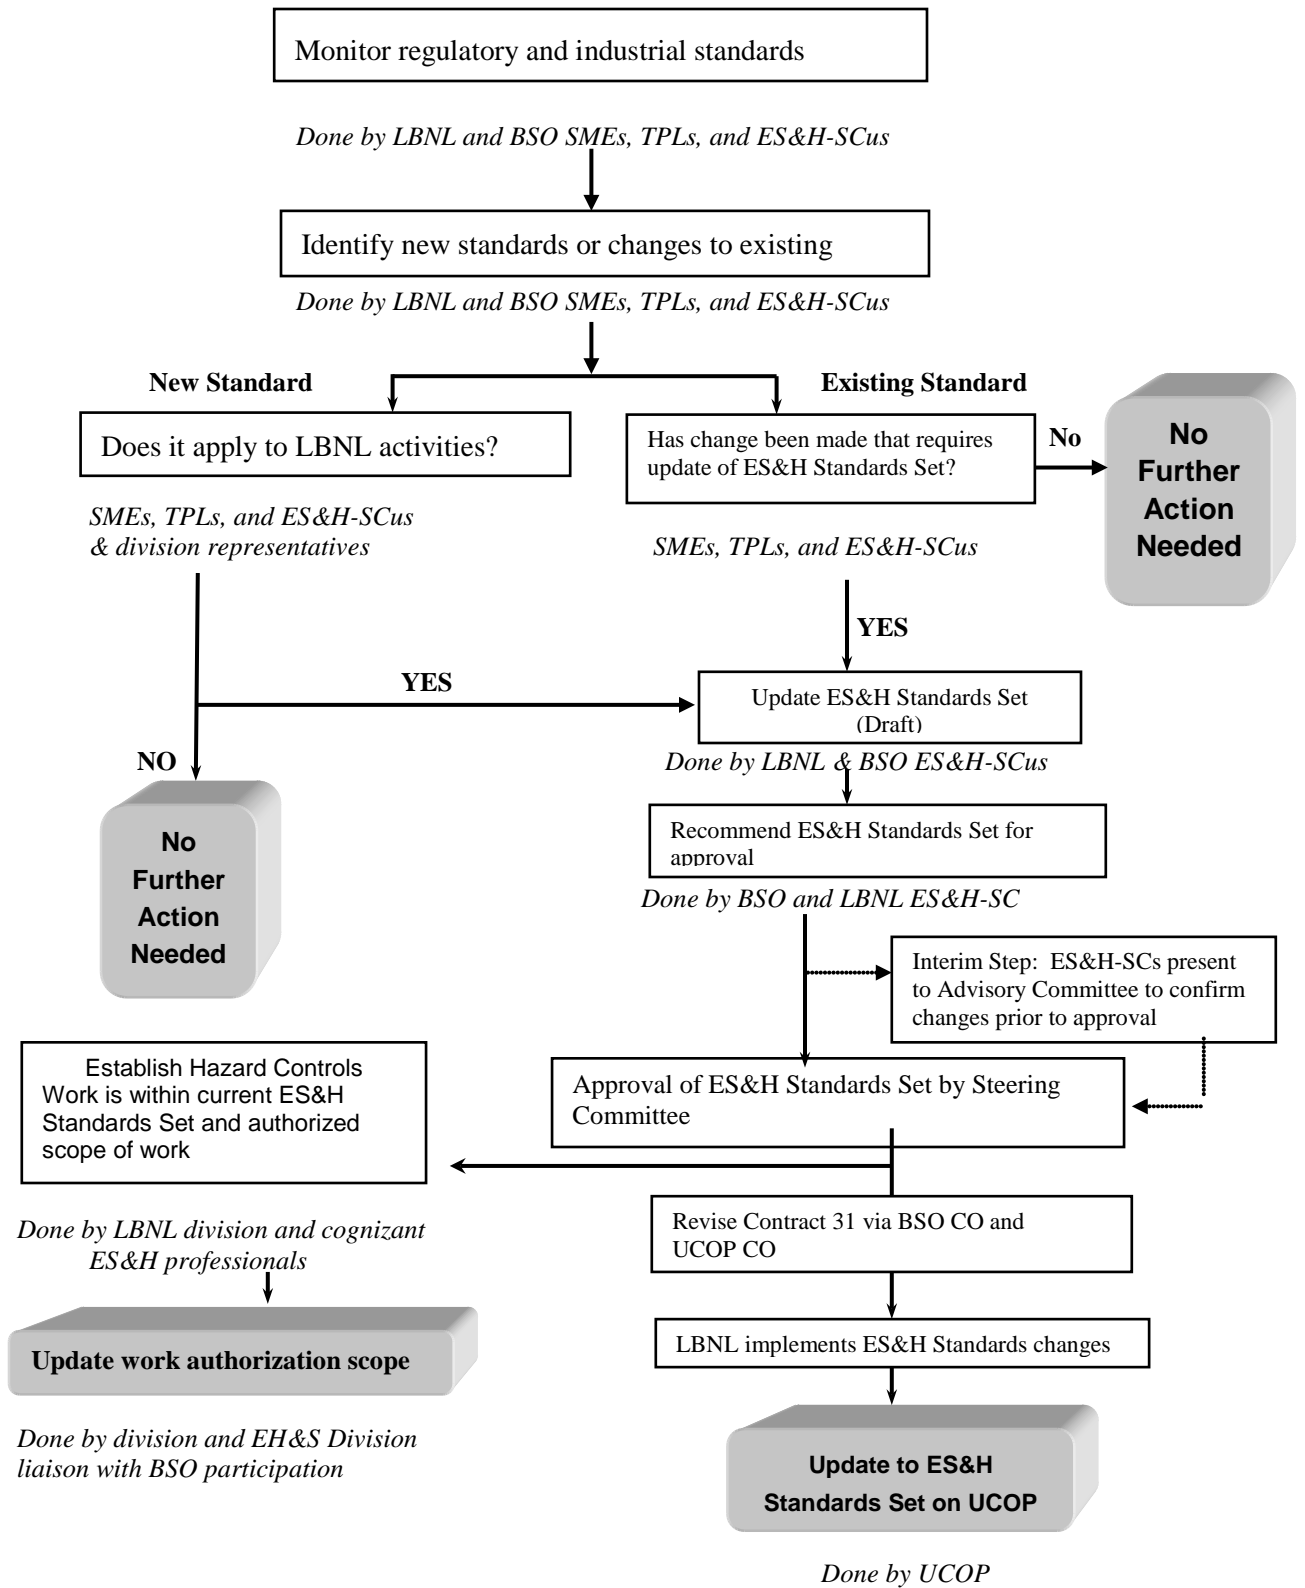 Monitor regulatory and industrial standards
Done by LBNL and BSO SMEs, TPLs, and ES&H-SCus
Identify new standards or changes to existing
Done by LBNL and BSO SMEs, TPLs, and ES&H-SCus
New Standard
Existing Standard
Does it apply to LBNL activities?
Has change been made that requires
update of ES&H Standards Set?
No
No
Further
Action
Needed
SMEs, TPLs, and ES&H-SCus
& division representatives
SMEs, TPLs, and ES&H-SCus
YES
YES
Update ES&H Standards Set
(Draft)
NO
Done by LBNL & BSO ES&H-SCus
No
Further
Action
Needed
Recommend ES&H Standards Set for
approval
Done by BSO and LBNL ES&H-SC
Interim Step:  ES&H-SCs present
to Advisory Committee to confirm
changes prior to approval
Establish Hazard Controls
Work is within current ES&H
Standards Set and authorized
scope of work
Approval of ES&H Standards Set by Steering
Committee
Done by LBNL division and cognizant
ES&H professionals
Revise Contract 31 via BSO CO and
UCOP CO
Update work authorization scope
LBNL implements ES&H Standards changes
Done by division and EH&S Division
liaison with BSO participation
Update to ES&H
Standards Set on UCOP
Done by UCOP